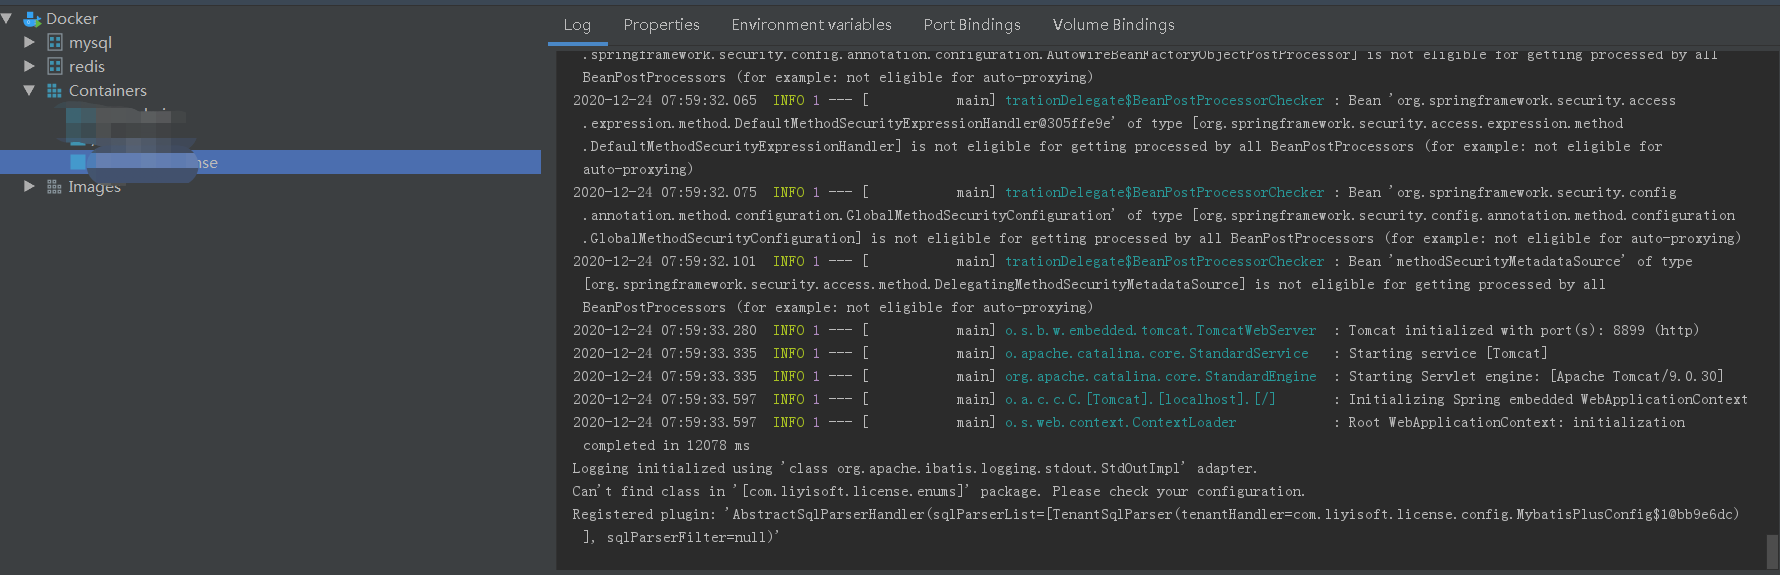 Docker
mysql
redis
Containers
nse
Images
Log Properties Environment variables Port Bindings Volume Bindings
.springframework.security.config.annotation.configuration.AutowireBeanFactoryObjectPostProcessor] is not eligible for getting processed by all
BeanPostProcessors (for example: not eligible for auto-proxying)
2020-12-24 07:59:32.065  INFO 1 --- [           main] trationDelegate$BeanPostProcessorChecker : Bean 'org.springframework.security.access
.expression.method.DefaultMethodSecurityExpressionHandler@305ffe9e' of type [org.springframework.security.access.expression.method
.DefaultMethodSecurityExpressionHandler] is not eligible for getting processed by all BeanPostProcessors (for example: not eligible for
auto-proxying)
2020-12-24 07:59:32.075  INFO 1 --- [           main] trationDelegate$BeanPostProcessorChecker : Bean 'org.springframework.security.config
.annotation.method.configuration.GlobalMethodSecurityConfiguration' of type [org.springframework.security.config.annotation.method.configuration
.GlobalMethodSecurityConfiguration] is not eligible for getting processed by all BeanPostProcessors (for example: not eligible for auto-proxying)
2020-12-24 07:59:32.101  INFO 1 --- [           main] trationDelegate$BeanPostProcessorChecker : Bean 'methodSecurityMetadataSource' of type
[org.springframework.security.access.method.DelegatingMethodSecurityMetadataSource] is not eligible for getting processed by all
BeanPostProcessors (for example: not eligible for auto-proxying)
2020-12-24 07:59:33.280  INFO 1 --- [           main] o.s.b.w.embedded.tomcat.TomcatWebServer  : Tomcat initialized with port(s): 8899 (http)
2020-12-24 07:59:33.335  INFO 1 --- [           main] o.apache.catalina.core.StandardService   : Starting service [Tomcat]
2020-12-24 07:59:33.335  INFO 1 --- [           main] org.apache.catalina.core.StandardEngine  : Starting Servlet engine: [Apache Tomcat/9.0.30]
2020-12-24 07:59:33.597  INFO 1 --- [           main] o.a.c.c.C.[Tomcat].[localhost].[/]       : Initializing Spring embedded WebApplicationContext
2020-12-24 07:59:33.597  INFO 1 --- [           main] o.s.web.context.ContextLoader            : Root WebApplicationContext: initialization
completed in 12078 ms
Logging initialized using 'class org.apache.ibatis.logging.stdout.StdOutImpl' adapter.
Can't find class in '[com.liyisoft.license.enums]' package. Please check your configuration.
Registered plugin: 'AbstractSqlParserHandler(sqlParserList=[TenantSqlParser(tenantHandler=com.liyisoft.license.config.MybatisPlusConfig$1@bb9e6dc)
], sqlParserFilter=null)'